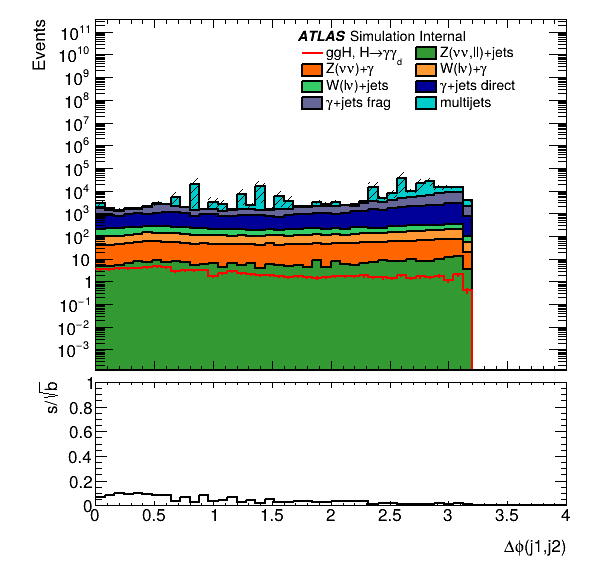 Events
ATLAS Simulation Internal
ggH, H→γγ_d
Z(νν,ll)+jets
Z(νν)+γ
W(lν)+γ
W(lν)+jets
γ+jets direct
γ+jets frag
multijets
10¹¹
10¹⁰
10⁹
10⁸
10⁷
10⁶
10⁵
10⁴
10³
10²
10
1
10⁻¹
10⁻²
10⁻³
s/√b
1
0.8
0.6
0.4
0.2
0
0 0.5 1 1.5 2 2.5 3 3.5 4
Δϕ(j1,j2)